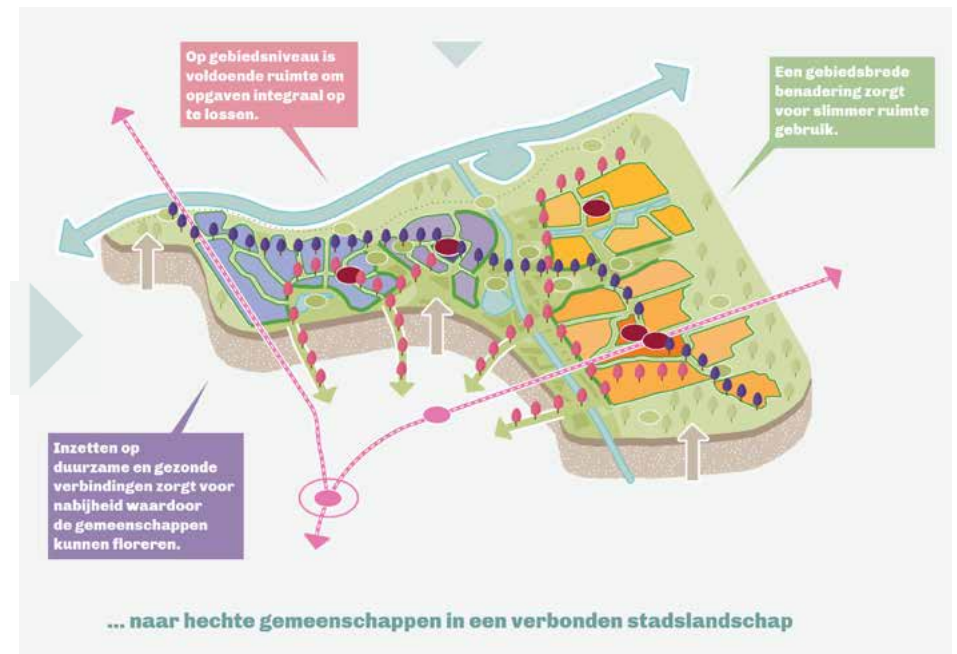 Op gebiedsniveau is
voldoende ruimte om
opgaven integraal op
te lossen.
Een gebiedsbrede
benadering zorgt
voor slimmer ruimte
gebruik.
Inzetten op
duurzame en gezonde
verbindingen zorgt voor
nabijheid waardoor
de gemeenschappen
kunnen floreren.
... naar hechte gemeenschappen in een verbonden stadslandschap